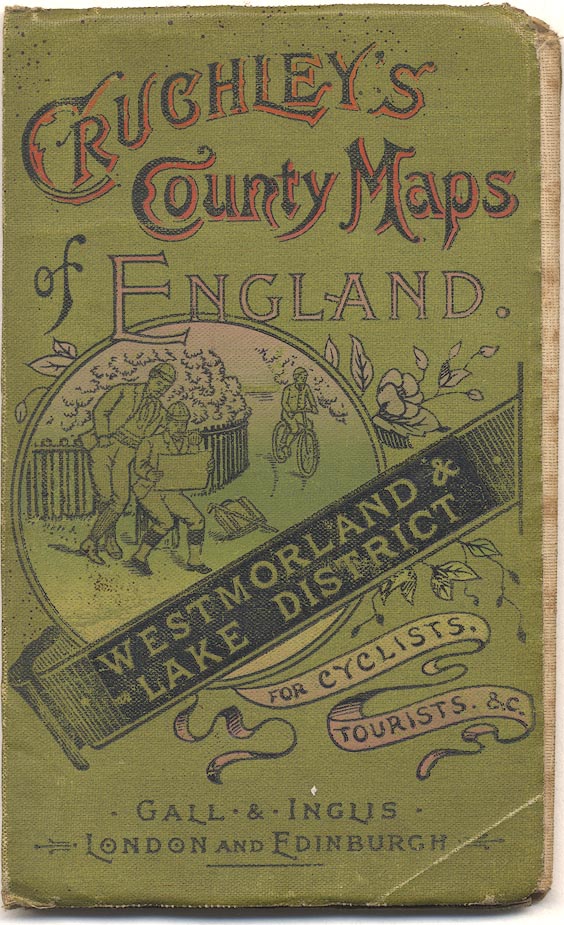 CRUCHLEY'S
COUNTY MAPS
of ENGLAND.
WESTMORLAND &
LAKE DISTRICT
FOR CYCLISTS.
TOURISTS. &C.
· GALL · & · INGLIS ·
LONDON AND EDINBURGH